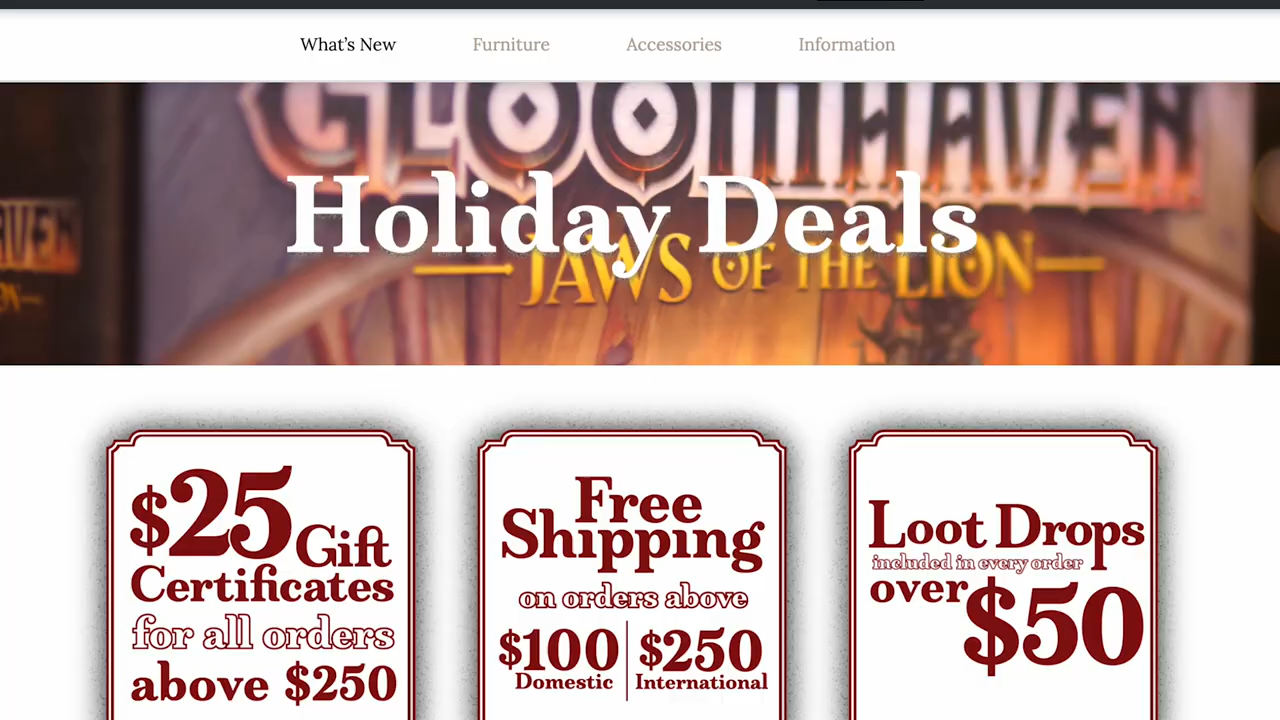 What's New Furniture Accessories Information
GLOOMHAVEN
Holiday Deals
JAWS OF THE LION
$25 Gift
Certificates
for all orders
above $250
Free
Shipping
on orders above
$100 $250
Domestic International
Loot Drops
included in every order
over $50